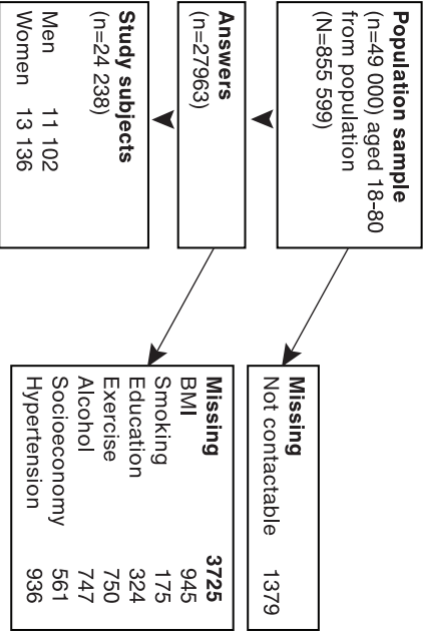 Population sample
(n=49 000) aged 18-80
from population
(N=855 599)
Missing
Not contactable 1379
Answers
(n=27963)
Missing 3725
BMI 945
Smoking 175
Education 324
Exercise 750
Alcohol 747
Socioeconomy 561
Hypertension 936
Study subjects
(n=24 238)
Men 11 102
Women 13 136